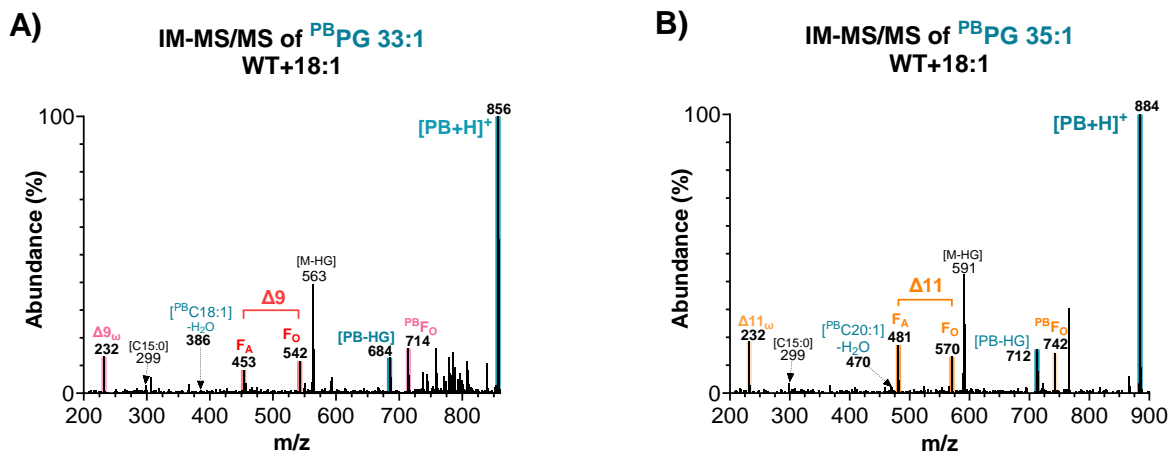 A)
IM-MS/MS of PBPG 33:1
WT+18:1
Abundance (%)
100
0
856
[PB+H]+
[M-HG]
563
Δ9
[PBC18:1]
-H2O
386
Δ9ω
232
[C15:0]
299
FA
453
FO
542
[PB-HG]
684
PBFO
714
200 300 400 500 600 700 800
m/z
B)
IM-MS/MS of PBPG 35:1
WT+18:1
Abundance (%)
100
0
884
[PB+H]+
[M-HG]
591
Δ11
[PBC20:1]
-H2O
470
Δ11ω
232
[C15:0]
299
FA
481
FO
570
[PB-HG]
712
PBFO
742
200 300 400 500 600 700 800 900
m/z